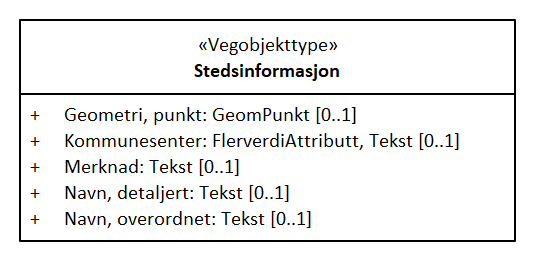 «Vegobjekttype»
Stedsinformasjon
+ Geometri, punkt: GeomPunkt [0..1]
+ Kommunesenter: FlerverdiAttributt, Tekst [0..1]
+ Merknad: Tekst [0..1]
+ Navn, detaljert: Tekst [0..1]
+ Navn, overordnet: Tekst [0..1]